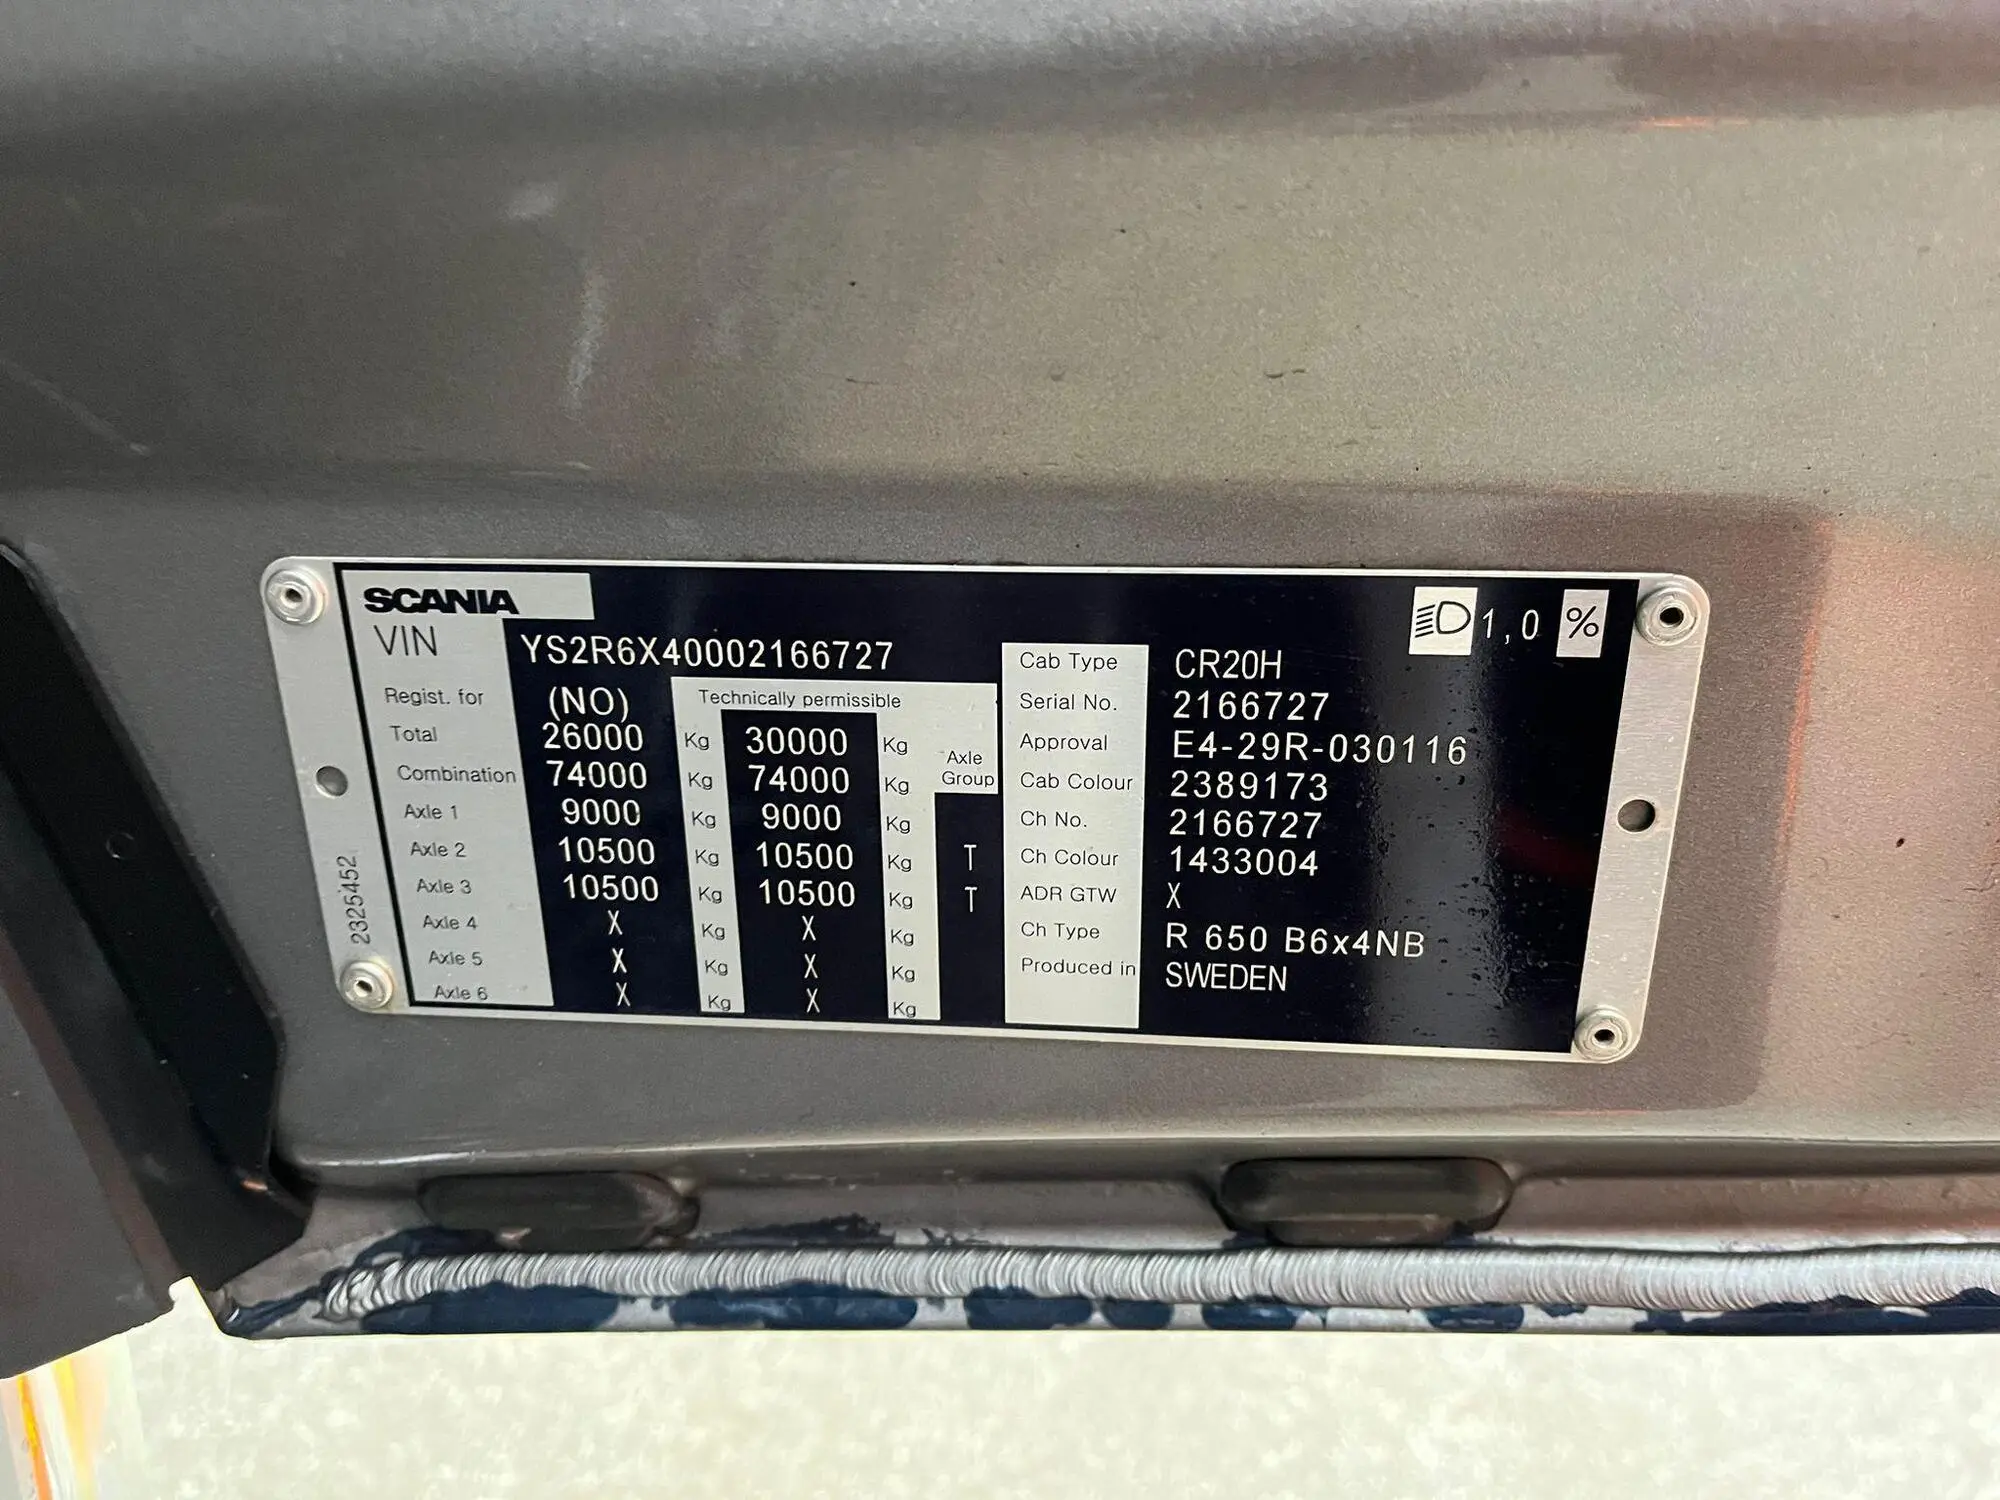 SCANIA
1,0 %
VIN YS2R6X40002166727
Regist. for (NO) Technically permissible
Total 26000 Kg 30000 Kg
Combination 74000 Kg 74000 Kg Axle Group
Axle 1 9000 Kg 9000 Kg
Axle 2 10500 Kg 10500 Kg T
Axle 3 10500 Kg 10500 Kg T
Axle 4 X Kg X Kg
Axle 5 X Kg X Kg
Axle 6 X Kg X Kg
Cab Type CR20H
Serial No. 2166727
Approval E4-29R-030116
Cab Colour 2389173
Ch No. 2166727
Ch Colour 1433004
ADR GTW X
Ch Type R 650 B6x4NB
Produced in SWEDEN
2325452